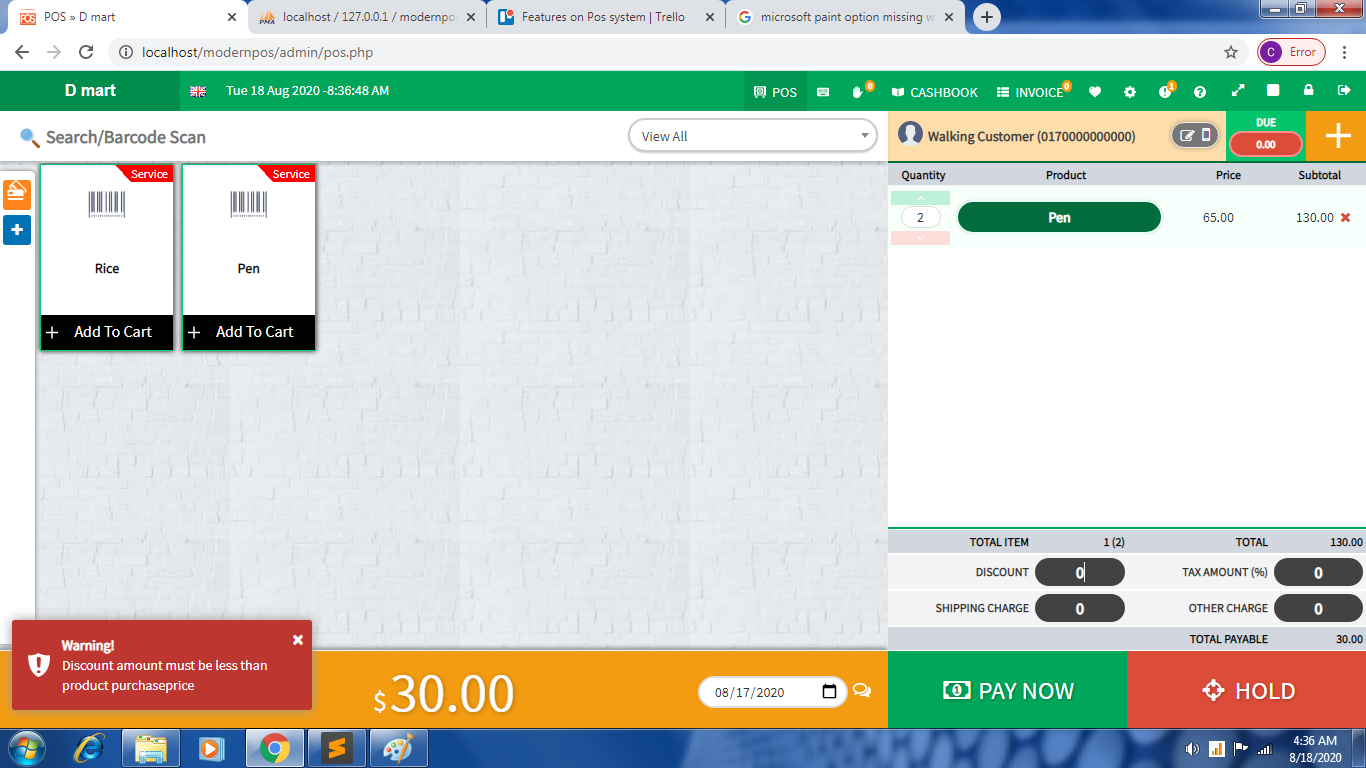 POS » D mart
localhost / 127.0.0.1 / modernpo
Features on Pos system | Trello
microsoft paint option missing w
localhost/modernpos/admin/pos.php
C Error
D mart
Tue 18 Aug 2020 -8:36:48 AM
POS
0
CASHBOOK
INVOICE 0
1
Search/Barcode Scan
View All
Walking Customer (0170000000000)
DUE
0.00
Service
Rice
+ Add To Cart
Service
Pen
+ Add To Cart
Quantity Product Price Subtotal
2 Pen 65.00 130.00
TOTAL ITEM 1 (2) TOTAL 130.00
DISCOUNT 0 TAX AMOUNT (%) 0
SHIPPING CHARGE 0 OTHER CHARGE 0
TOTAL PAYABLE 30.00
Warning!
Discount amount must be less than
product purchaseprice
$ 30.00
08/17/2020
PAY NOW
HOLD
4:36 AM
8/18/2020